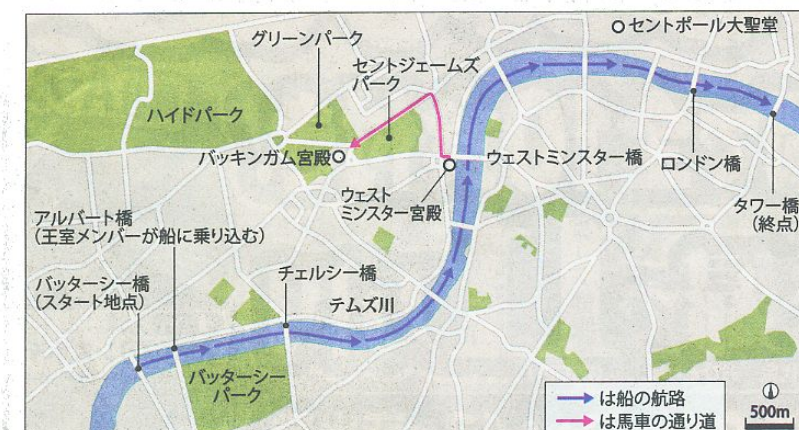 セントポール大聖堂
グリーンパーク
セントジェームズ
パーク
ハイドパーク
バッキンガム宮殿
ウェストミンスター橋
ロンドン橋
ウェスト
ミンスター宮殿
タワー橋
(終点)
アルバート橋
(王室メンバーが船に乗り込む)
バッターシー橋
(スタート地点)
チェルシー橋
テムズ川
バッターシー
パーク
は船の航路
は馬車の通り道
500m